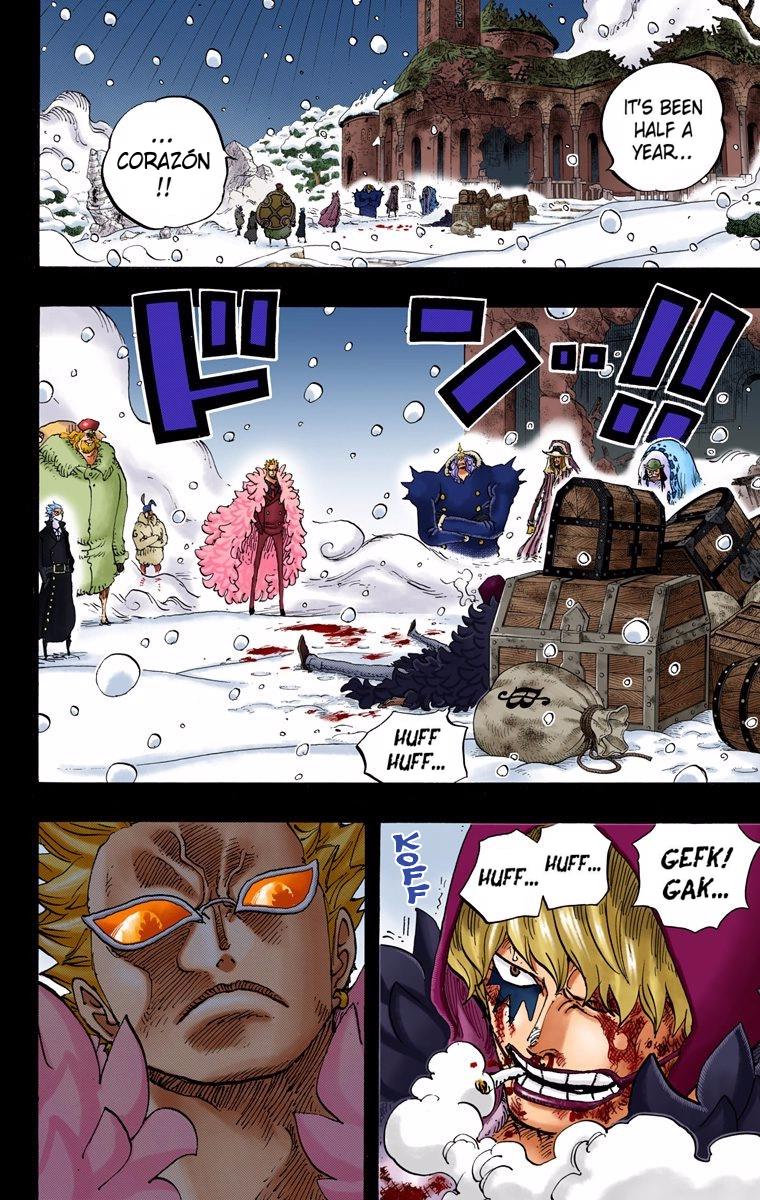 IT'S BEEN
HALF A
YEAR...
...
CORAZÓN
!!
ドン!!
HUFF
HUFF...
GEFK!
GAK...
HUFF... HUFF...
KOFF